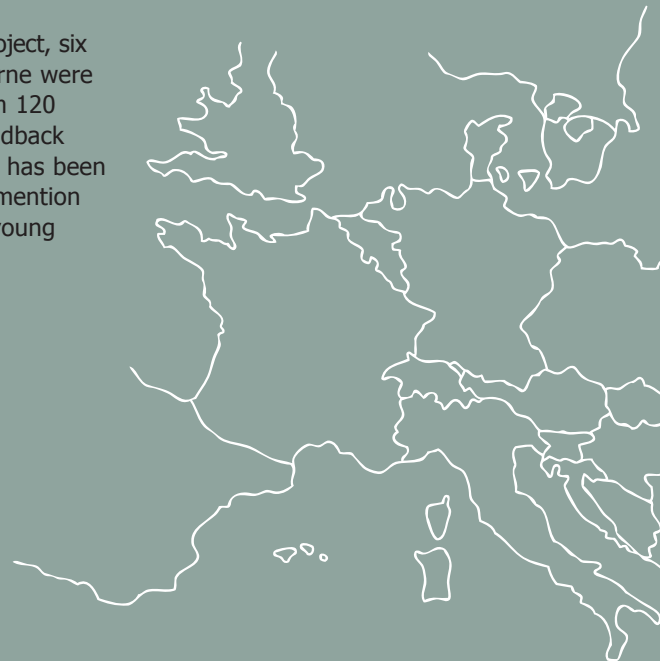 oject, six
rne were
n 120
dback
has been
mention
young